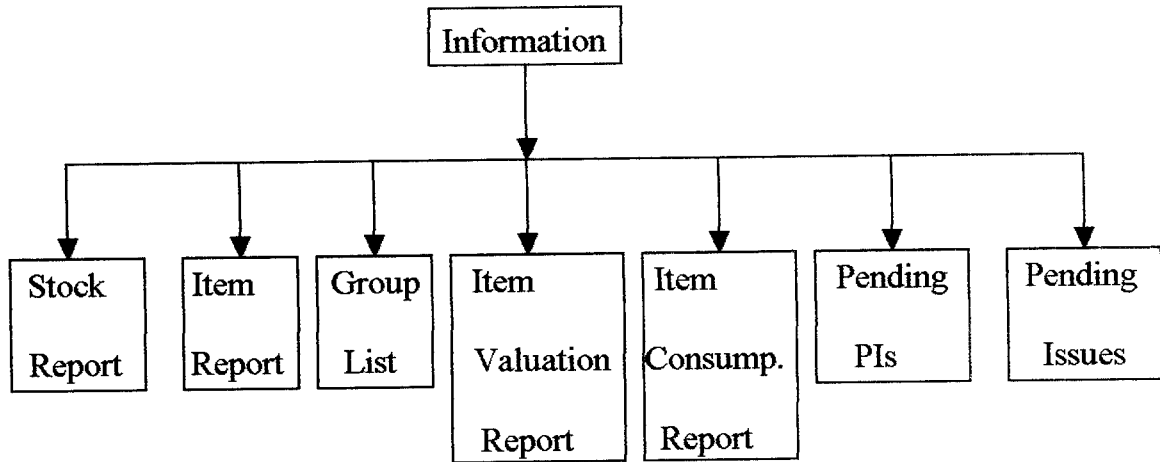 Information
Stock
Report
Item
Report
Group
List
Item
Valuation
Report
Item
Consump.
Report
Pending
PIs
Pending
Issues